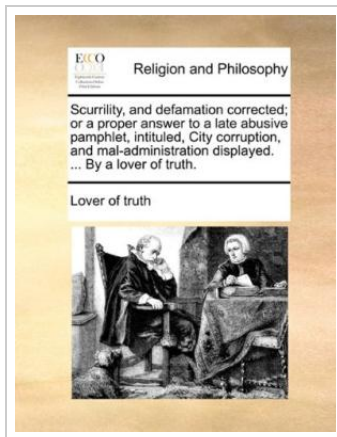 ECCO
Religion and Philosophy
Scurrility, and defamation corrected;
or a proper answer to a late abusive
pamphlet, intituled, City corruption,
and mal-administration displayed.
... By a lover of truth.
Lover of truth